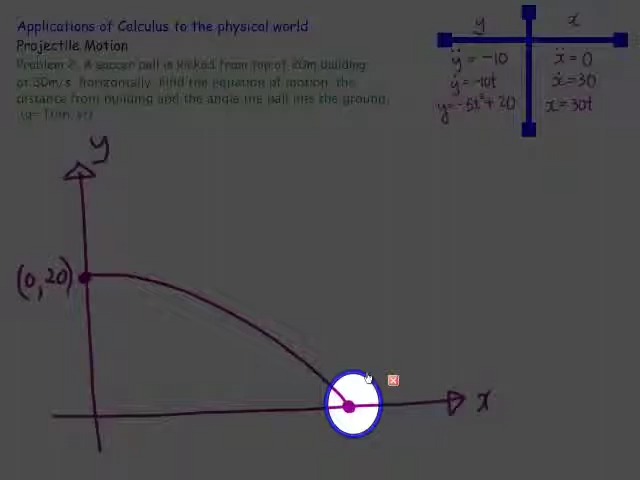 Applications of Calculus to the physical world
Projectile Motion
Problem 2: A soccer ball is kicked from top of 20m building
at 30m/s horizontally. Find the equation of motion, the
distance from building and the angle the ball hits the ground.
y x
ÿ = -10 ẍ = 0
ẏ = -10t ẋ = 30
y = -5t² + 20 x = 30t
y
(0, 20)
x